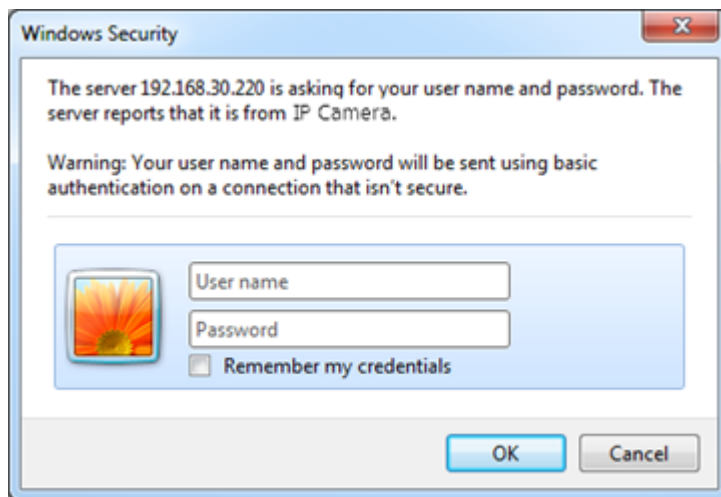 Windows Security
The server 192.168.30.220 is asking for your user name and password. The
server reports that it is from IP Camera.
Warning: Your user name and password will be sent using basic
authentication on a connection that isn't secure.
User name
Password
Remember my credentials
OK Cancel